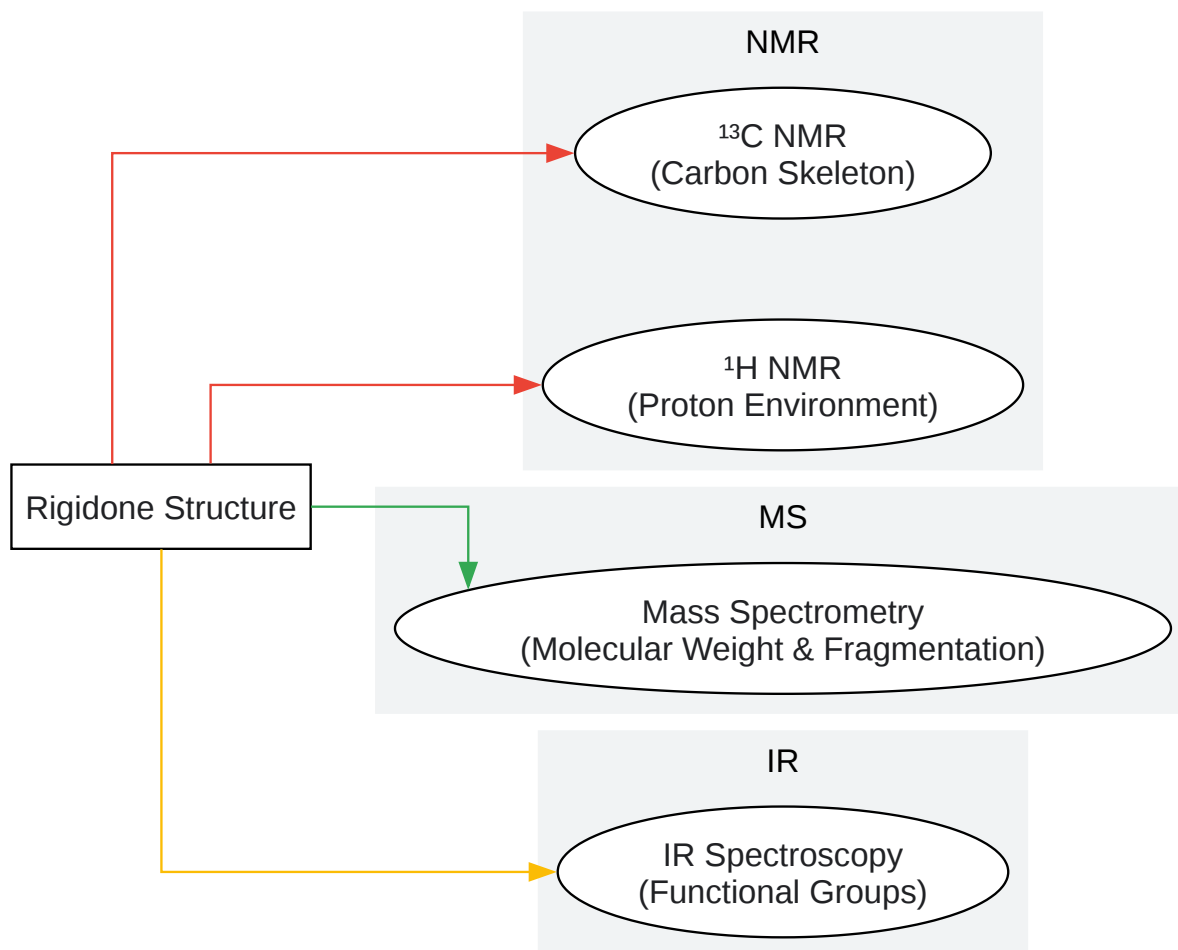 NMR
¹³C NMR
(Carbon Skeleton)
¹H NMR
(Proton Environment)
Rigidone Structure
MS
Mass Spectrometry
(Molecular Weight & Fragmentation)
IR
IR Spectroscopy
(Functional Groups)